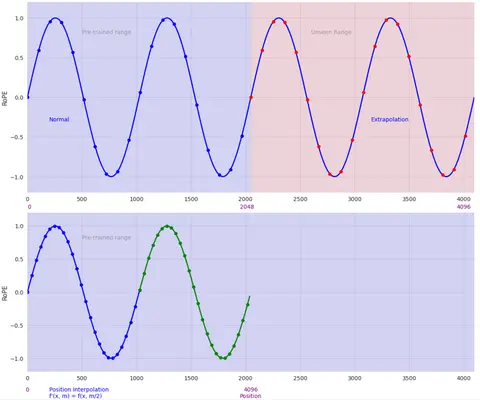 1.0
Pre-trained range
Unseen Range
0.5
RoPE
0.0
Normal
Extrapolation
−0.5
−1.0
0 500 1000 1500 2000 2500 3000 3500 4000
0 2048 4096
1.0
Pre-trained range
0.5
RoPE
0.0
−0.5
−1.0
0 500 1000 1500 2000 2500 3000 3500 4000
0 Position Interpolation 4096
f'(x, m) = f(x, m/2) Position